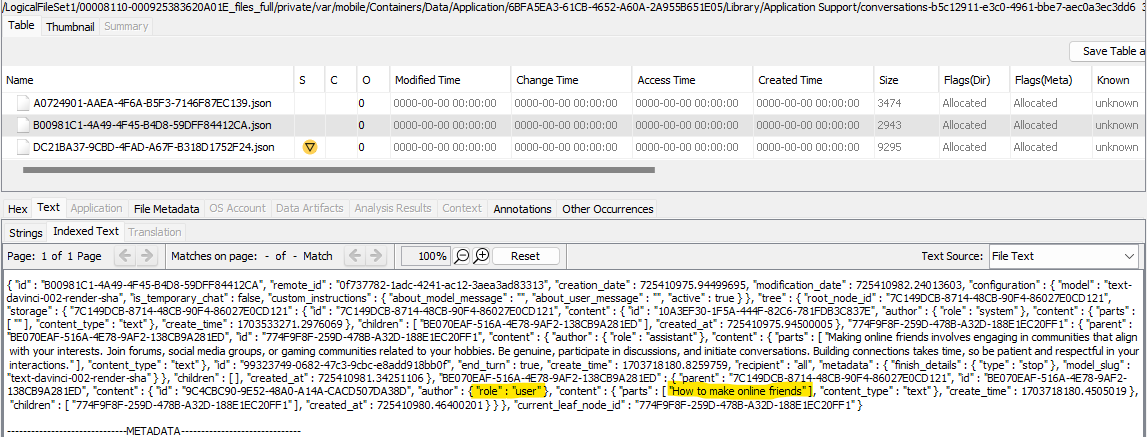 /LogicalFileSet1/00008110-000925383620A01E_files_full/private/var/mobile/Containers/Data/Application/6BFA5EA3-61CB-4652-A60A-2A955B651E05/Library/Application Support/conversations-b5c12911-e3c0-4961-bbe7-aec0a3ec3dd6 3
Table Thumbnail Summary
Save Table a
Name S C O Modified Time Change Time Access Time Created Time Size Flags(Dir) Flags(Meta) Known
A0724901-AAEA-4F6A-B5F3-7146F87EC139.json 0 0000-00-00 00:00:00 0000-00-00 00:00:00 0000-00-00 00:00:00 0000-00-00 00:00:00 3474 Allocated Allocated unknown
B00981C1-4A49-4F45-B4D8-59DFF84412CA.json 0 0000-00-00 00:00:00 0000-00-00 00:00:00 0000-00-00 00:00:00 0000-00-00 00:00:00 2943 Allocated Allocated unknown
DC21BA37-9CBD-4FAD-A67F-B318D1752F24.json 0 0000-00-00 00:00:00 0000-00-00 00:00:00 0000-00-00 00:00:00 0000-00-00 00:00:00 9295 Allocated Allocated unknown
Hex Text Application File Metadata OS Account Data Artifacts Analysis Results Context Annotations Other Occurrences
Strings Indexed Text Translation
Page: 1 of 1 Page Matches on page: - of - Match 100% Reset Text Source: File Text
{ "id" : "B00981C1-4A49-4F45-B4D8-59DFF84412CA", "remote_id" : "0f737782-1adc-4241-ac12-3aea3ad83313", "creation_date" : 725410975.94499695, "modification_date" : 725410982.24013603, "configuration" : { "model" : "text-
davinci-002-render-sha", "is_temporary_chat" : false, "custom_instructions" : { "about_model_message" : "", "about_user_message" : "", "active" : true } }, "tree" : { "root_node_id" : "7C149DCB-8714-48CB-90F4-86027E0CD121",
"storage" : { "7C149DCB-8714-48CB-90F4-86027E0CD121" : { "id" : "7C149DCB-8714-48CB-90F4-86027E0CD121", "content" : { "id" : "10A3EF30-1F5A-444F-82C6-781FDB3C837E", "author" : { "role" : "system" }, "content" : { "parts" :
[ "" ], "content_type" : "text" }, "create_time" : 1703533271.2976069 }, "children" : [ "BE070EAF-516A-4E78-9AF2-138CB9A281ED" ], "created_at" : 725410975.94500005 }, "774F9F8F-259D-478B-A32D-188E1EC20FF1" : { "parent" :
"BE070EAF-516A-4E78-9AF2-138CB9A281ED", "id" : "774F9F8F-259D-478B-A32D-188E1EC20FF1", "content" : { "author" : { "role" : "assistant" }, "content" : { "parts" : [ "Making online friends involves engaging in communities that align
with your interests. Join forums, social media groups, or gaming communities related to your hobbies. Be genuine, participate in discussions, and initiate conversations. Building connections takes time, so be patient and respectful in your
interactions." ], "content_type" : "text" }, "id" : "99323749-0682-47c3-9cbc-e8add918bb0f", "end_turn" : true, "create_time" : 1703718180.8259759, "recipient" : "all", "metadata" : { "finish_details" : { "type" : "stop" }, "model_slug" :
"text-davinci-002-render-sha" } }, "children" : [ ], "created_at" : 725410981.34251106 }, "BE070EAF-516A-4E78-9AF2-138CB9A281ED" : { "parent" : "7C149DCB-8714-48CB-90F4-86027E0CD121", "id" : "BE070EAF-516A-4E78-9AF2-
138CB9A281ED", "content" : { "id" : "9C4CBC90-9E52-48A0-A14A-CACD507DA38D", "author" : { "role" : "user" }, "content" : { "parts" : [ "How to make online friends" ], "content_type" : "text" }, "create_time" : 1703718180.4505019 },
"children" : [ "774F9F8F-259D-478B-A32D-188E1EC20FF1" ], "created_at" : 725410980.46400201 } } }, "current_leaf_node_id" : "774F9F8F-259D-478B-A32D-188E1EC20FF1" }
------------------------------METADATA------------------------------